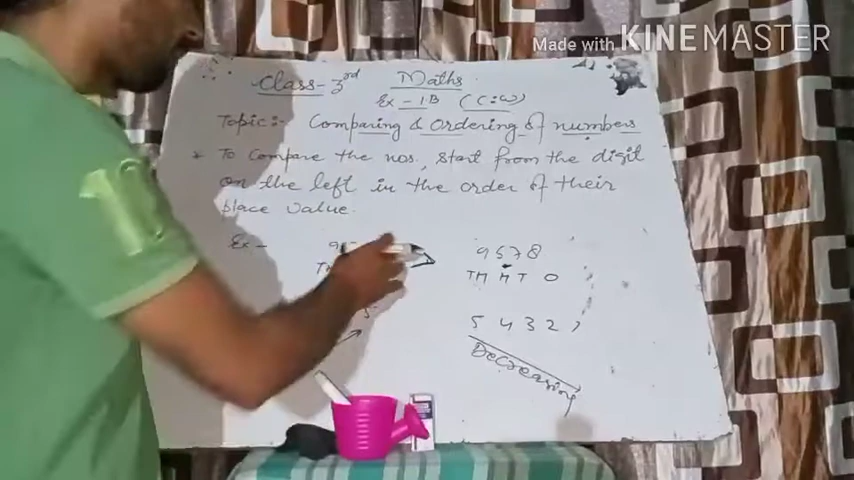 Made with KINEMASTER
Class-3rd Maths
Ex-1B (C.W)
Topic:- Comparing & Ordering of numbers
* To Compare the nos., start from the digit
on the left in the order of their
place value.
Ex- 9578
TH H T O
5 4 3 2 1
Decreasing